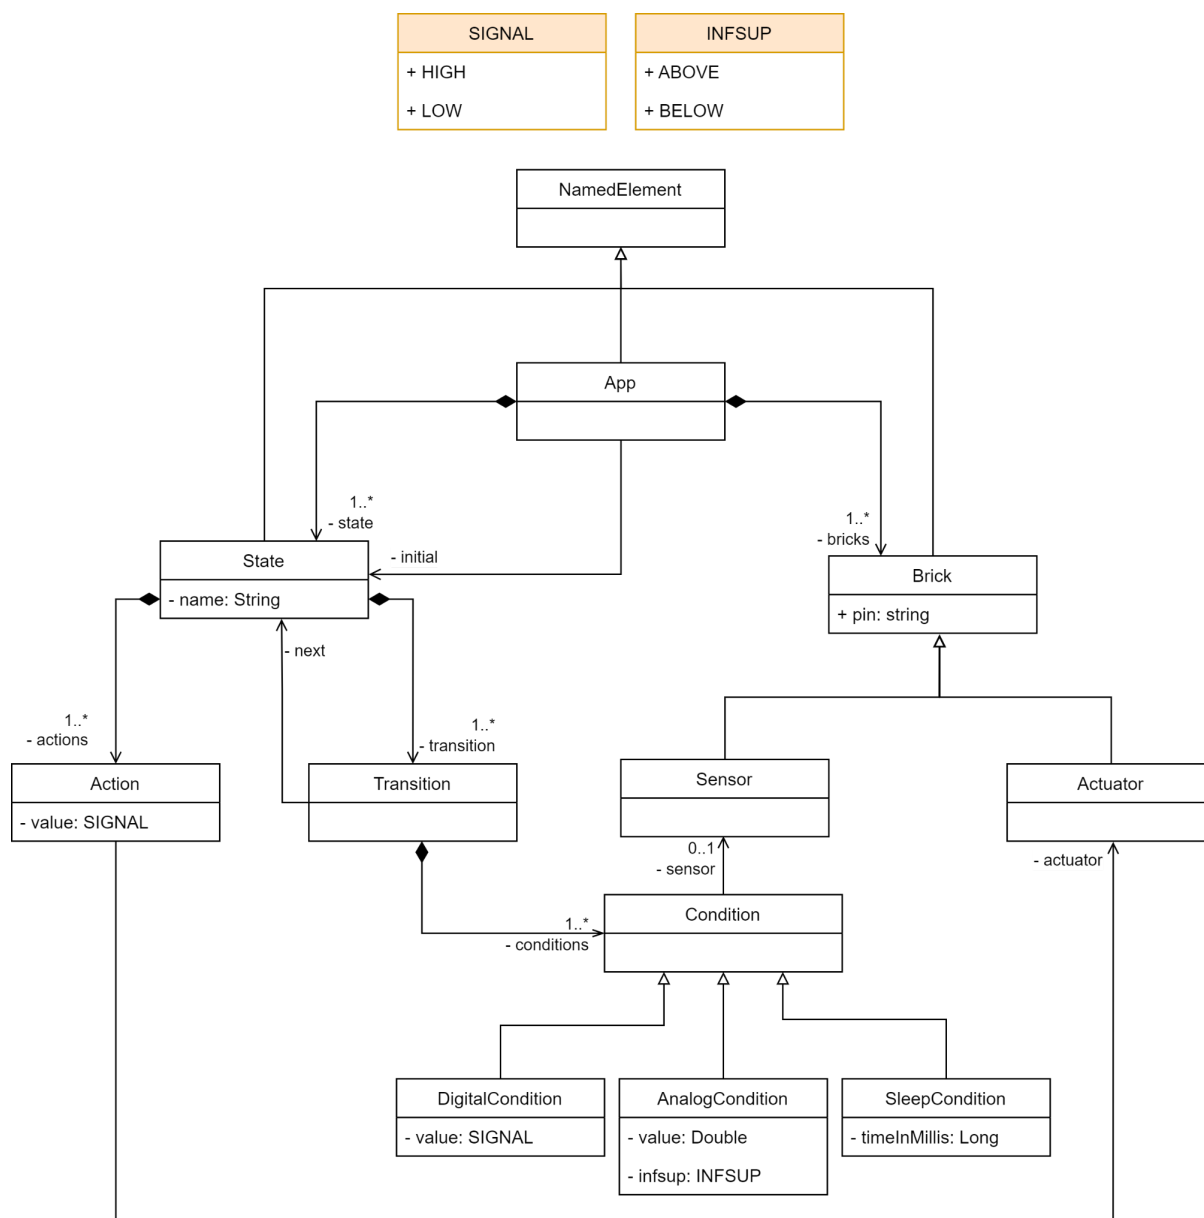 SIGNAL
+ HIGH
+ LOW
INFSUP
+ ABOVE
+ BELOW
NamedElement
App
1..*
- state
1..*
- bricks
- initial
State
- name: String
Brick
+ pin: string
- next
1..*
- actions
1..*
- transition
Action
- value: SIGNAL
Transition
Sensor
Actuator
0..1
- sensor
- actuator
Condition
1..*
- conditions
DigitalCondition
- value: SIGNAL
AnalogCondition
- value: Double
- infsup: INFSUP
SleepCondition
- timeInMillis: Long